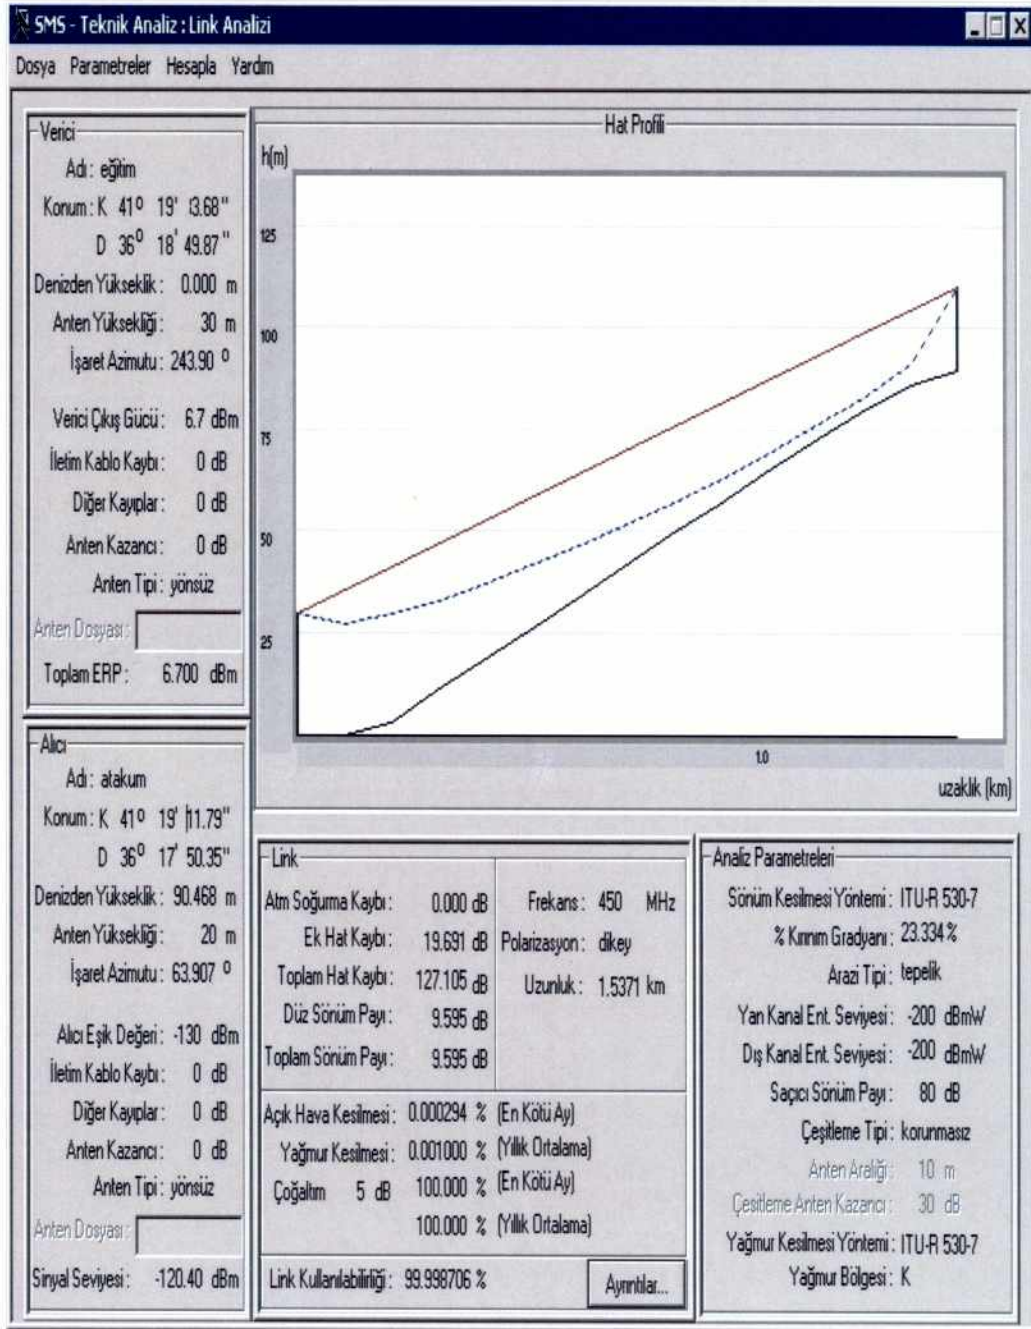 SMS - Teknik Analiz : Link Analizi
Dosya Parametreler Hesapla Yardım
Verici
Adı : eğitim
Konum : K 41º 19' 13.68"
D 36º 18' 49.87"
Denizden Yükseklik : 0.000 m
Anten Yüksekliği : 30 m
İşaret Azimutu : 243.90 º
Verici Çıkış Gücü : 6.7 dBm
İletim Kablo Kaybı : 0 dB
Diğer Kayıplar : 0 dB
Anten Kazancı : 0 dB
Anten Tipi : yönsüz
Anten Dosyası :
Toplam ERP : 6.700 dBm
Alıcı
Adı : atakum
Konum : K 41º 19' 11.79"
D 36º 17' 50.35"
Denizden Yükseklik : 90.468 m
Anten Yüksekliği : 20 m
İşaret Azimutu : 63.907 º
Alıcı Eşik Değeri : -130 dBm
İletim Kablo Kaybı : 0 dB
Diğer Kayıplar : 0 dB
Anten Kazancı : 0 dB
Anten Tipi : yönsüz
Anten Dosyası :
Sinyal Seviyesi : -120.40 dBm
Hat Profili
h(m)
125
100
75
50
25
1.0
uzaklık (km)
Link
Atm Soğurma Kaybı : 0.000 dB
Ek Hat Kaybı : 19.691 dB
Toplam Hat Kaybı : 127.105 dB
Düz Sönüm Payı : 9.595 dB
Toplam Sönüm Payı : 9.595 dB
Frekans : 450 MHz
Polarizasyon : dikey
Uzunluk : 1.5371 km
Açık Hava Kesilmesi : 0.000294 % (En Kötü Ay)
Yağmur Kesilmesi : 0.001000 % (Yıllık Ortalama)
Çoğaltım 5 dB 100.000 % (En Kötü Ay)
100.000 % (Yıllık Ortalama)
Link Kullanılabilirliği : 99.998706 %
Ayrıntılar...
Analiz Parametreleri
Sönüm Kesilmesi Yöntemi : ITU-R 530-7
% Kırınım Gradyanı : 23.334 %
Arazi Tipi : tepelik
Yan Kanal Ent. Seviyesi : -200 dBmW
Dış Kanal Ent. Seviyesi : -200 dBmW
Saçıcı Sönüm Payı : 80 dB
Çeşitleme Tipi : korunmasız
Anten Aralığı : 10 m
Çesitleme Anten Kazancı : 30 dB
Yağmur Kesilmesi Yöntemi : ITU-R 530-7
Yağmur Bölgesi : K